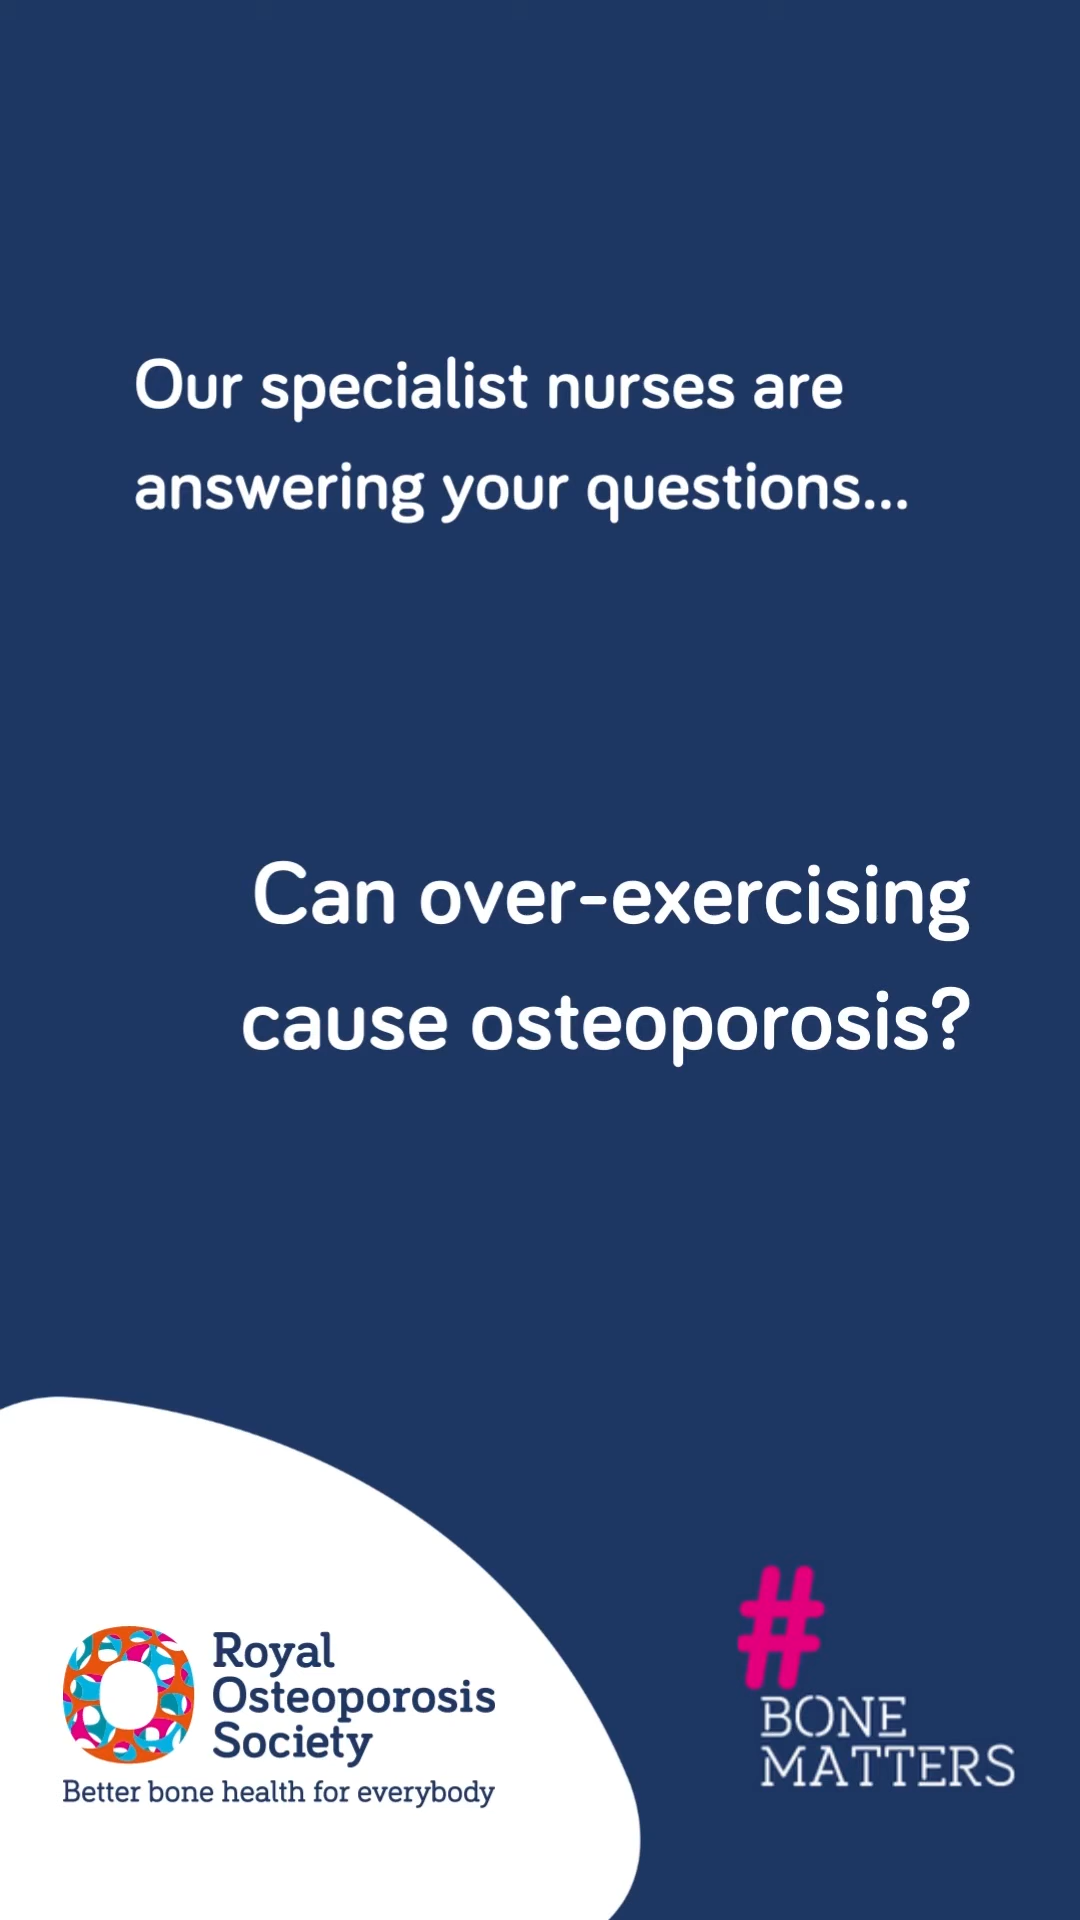 Our specialist nurses are
answering your questions...
Can over-exercising
cause osteoporosis?
Royal
Osteoporosis
Society
Better bone health for everybody
#
BONE
MATTERS